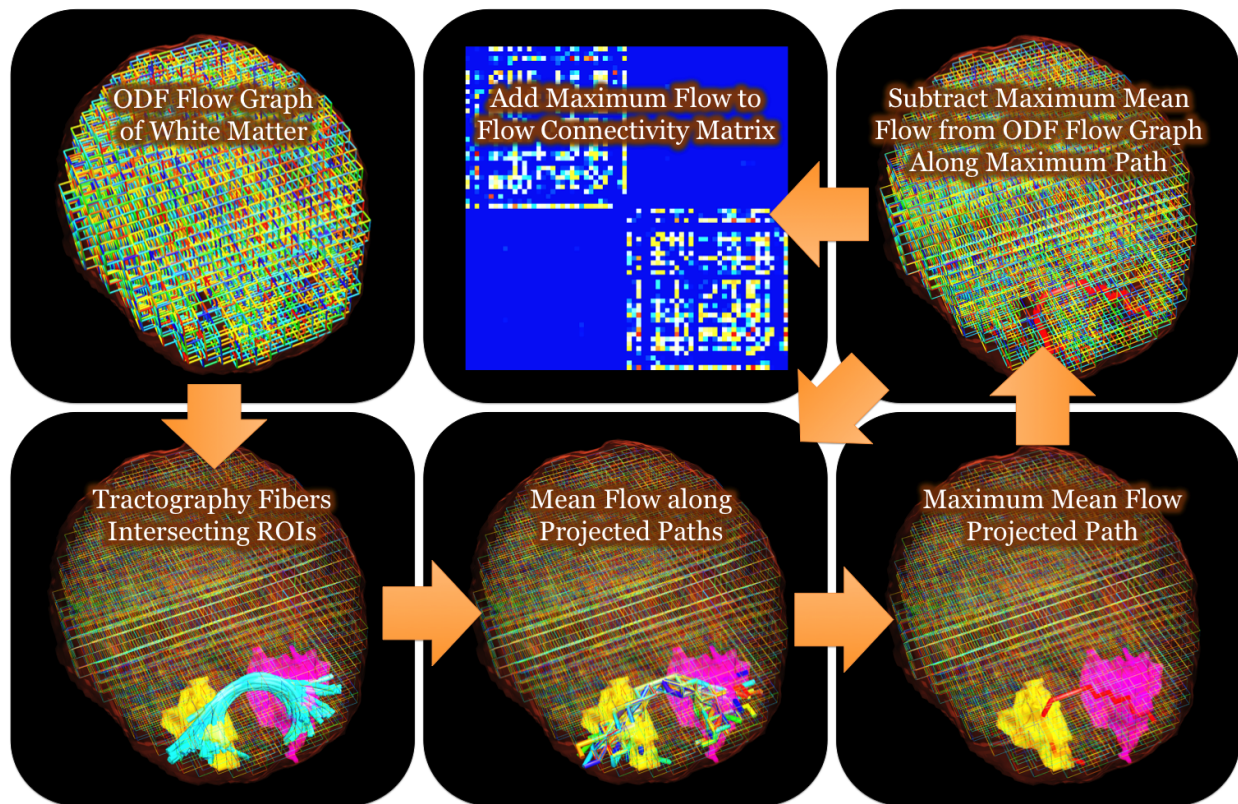 ODF Flow Graph
of White Matter
Add Maximum Flow to
Flow Connectivity Matrix
Subtract Maximum Mean
Flow from ODF Flow Graph
Along Maximum Path
Tractography Fibers
Intersecting ROIs
Mean Flow along
Projected Paths
Maximum Mean Flow
Projected Path